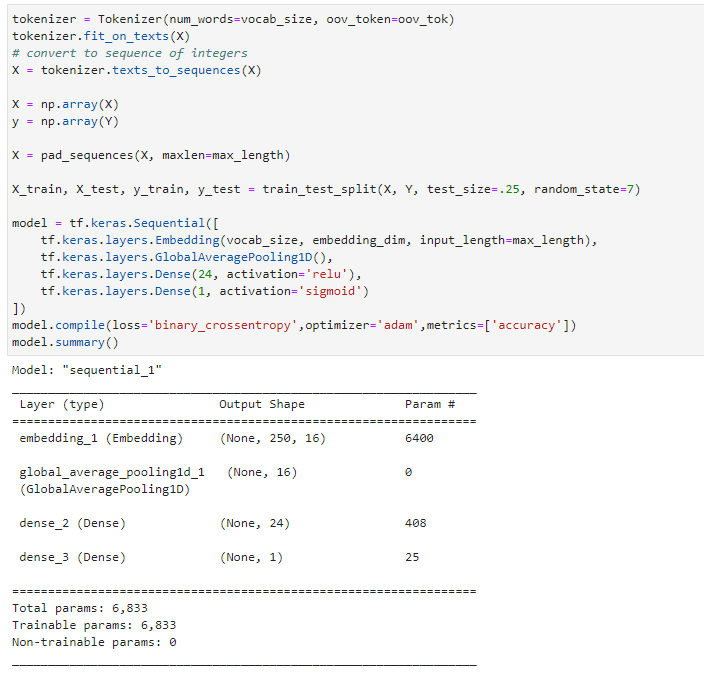 tokenizer = Tokenizer(num_words=vocab_size, oov_token=oov_tok)
tokenizer.fit_on_texts(X)
# convert to sequence of integers
X = tokenizer.texts_to_sequences(X)
X = np.array(X)
y = np.array(Y)
X = pad_sequences(X, maxlen=max_length)
X_train, X_test, y_train, y_test = train_test_split(X, Y, test_size=.25, random_state=7)
model = tf.keras.Sequential([
    tf.keras.layers.Embedding(vocab_size, embedding_dim, input_length=max_length),
    tf.keras.layers.GlobalAveragePooling1D(),
    tf.keras.layers.Dense(24, activation='relu'),
    tf.keras.layers.Dense(1, activation='sigmoid')
])
model.compile(loss='binary_crossentropy',optimizer='adam',metrics=['accuracy'])
model.summary()
Model: "sequential_1"
_________________________________________________________________
 Layer (type)                Output Shape              Param #
=================================================================
 embedding_1 (Embedding)     (None, 250, 16)           6400
 global_average_pooling1d_1   (None, 16)               0
 (GlobalAveragePooling1D)
 dense_2 (Dense)             (None, 24)                408
 dense_3 (Dense)             (None, 1)                 25
=================================================================
Total params: 6,833
Trainable params: 6,833
Non-trainable params: 0
_________________________________________________________________